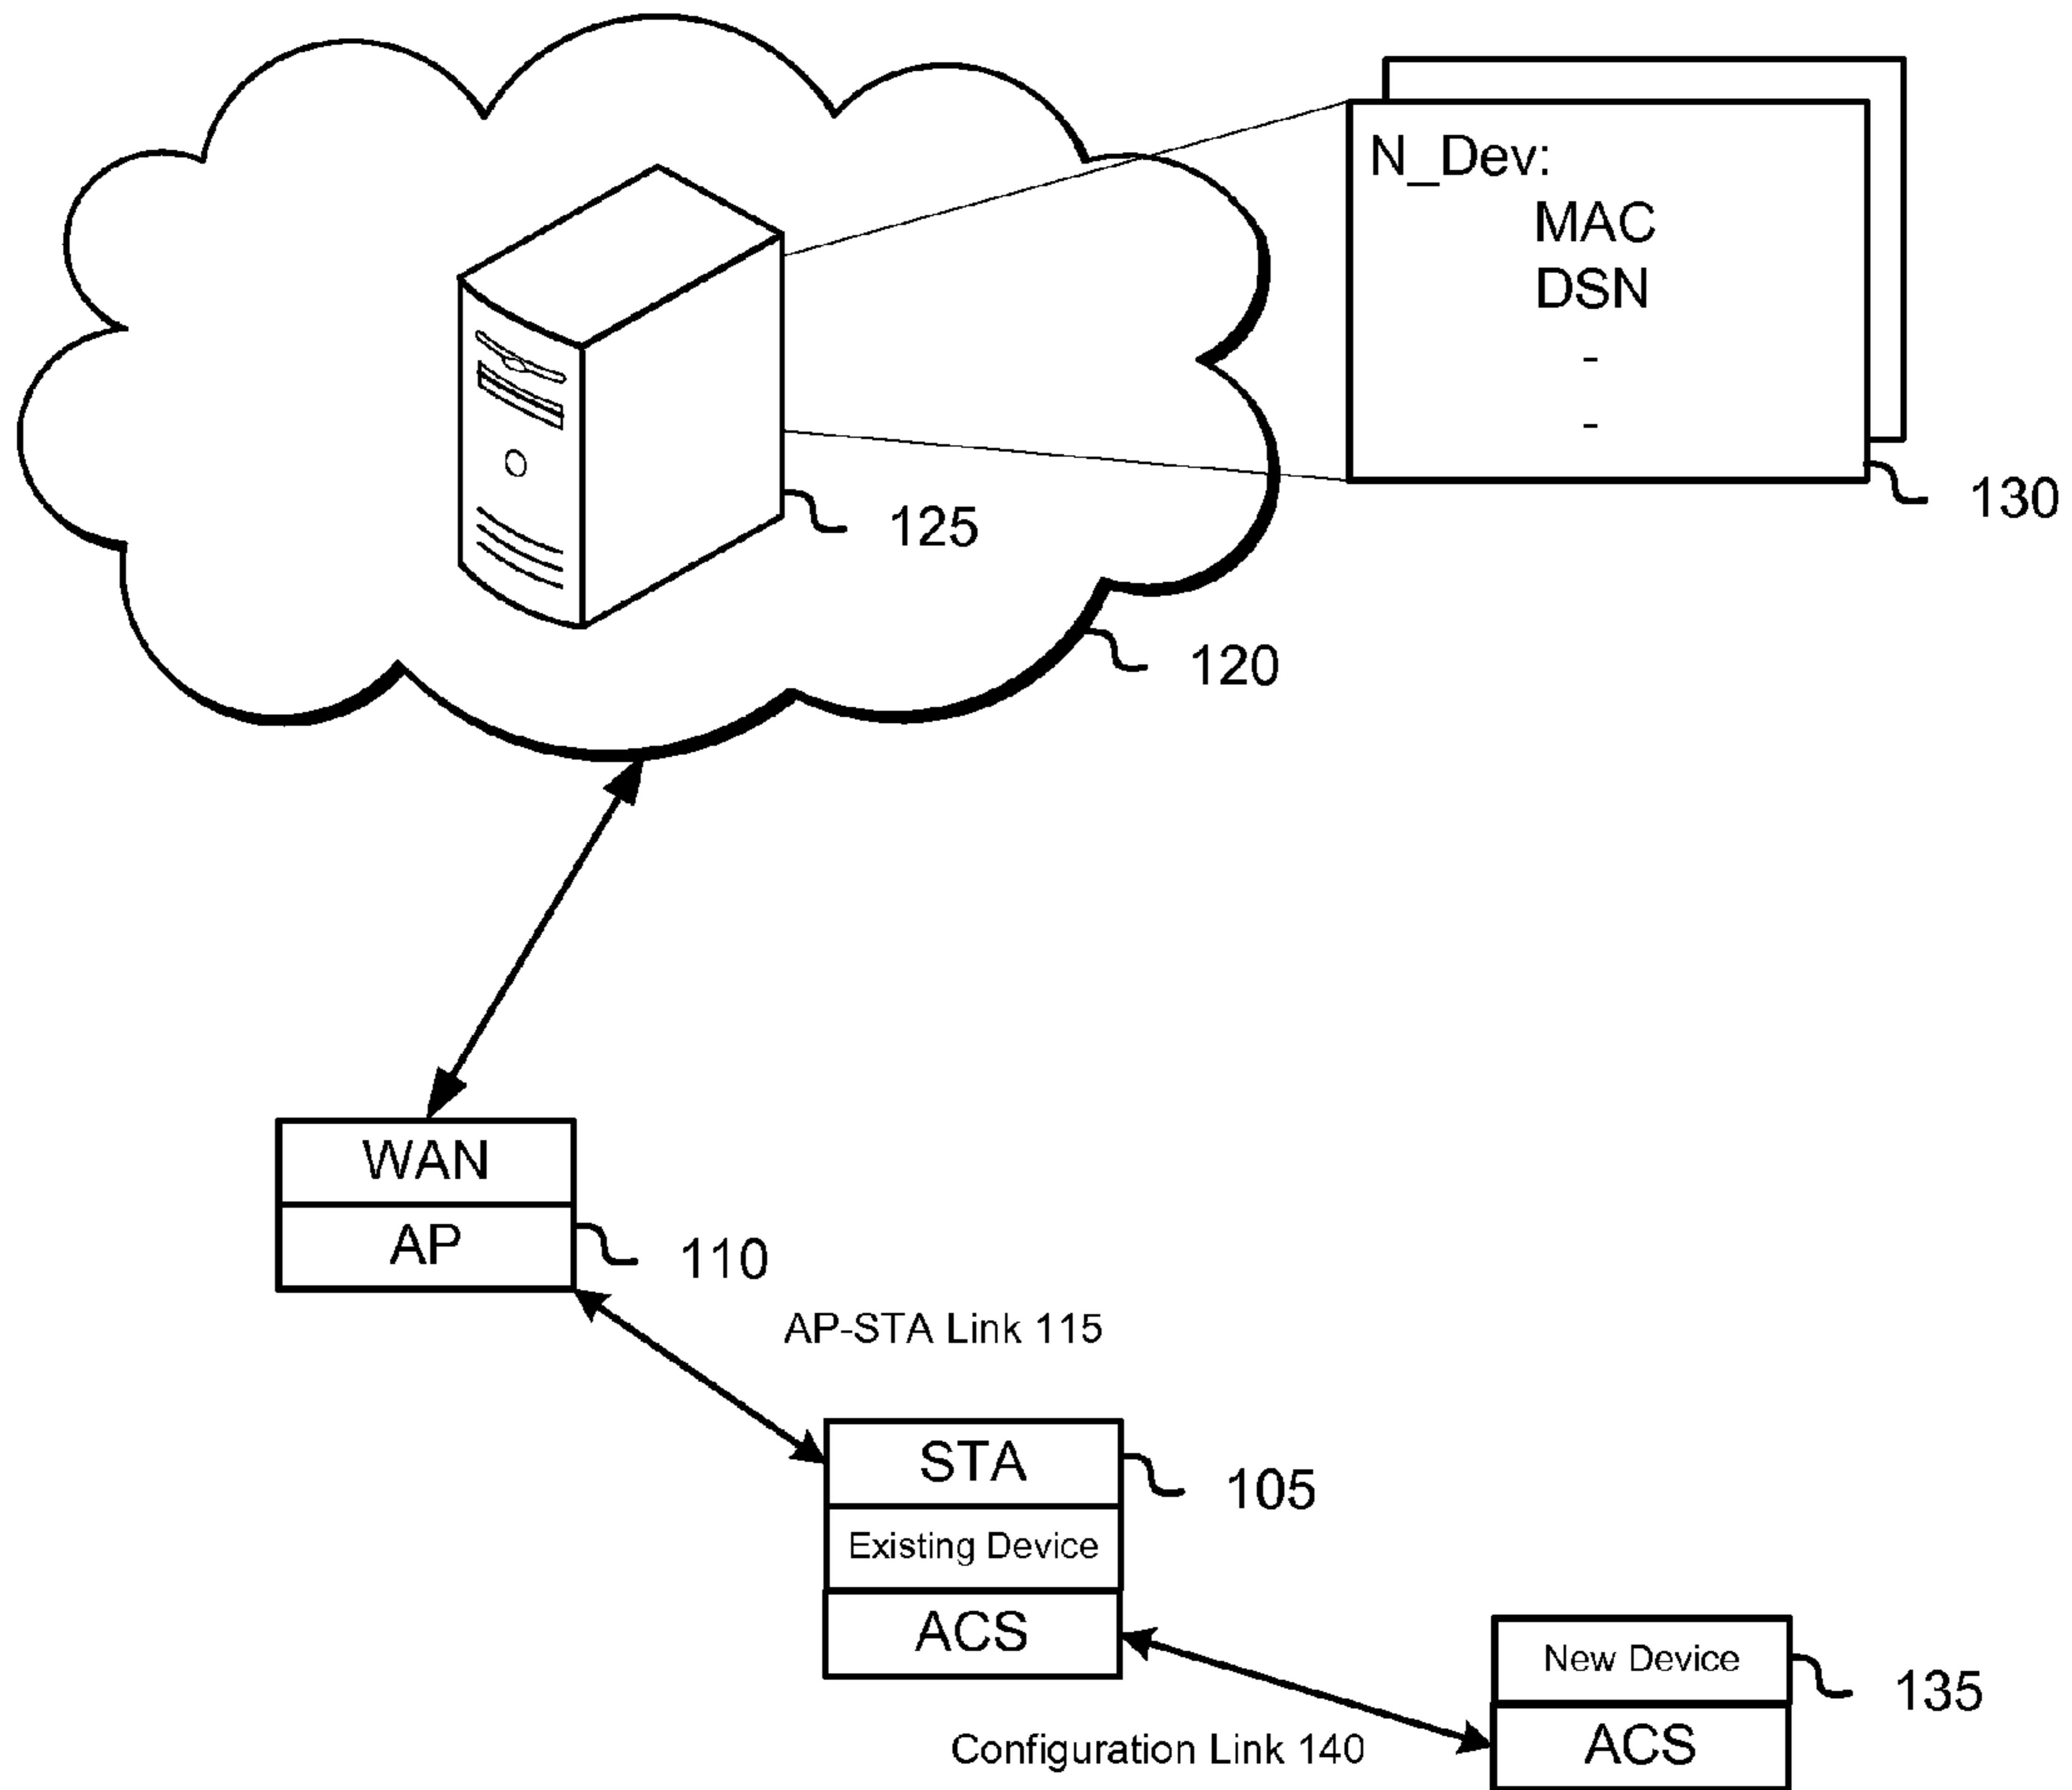 N_Dev:
MAC
DSN
-
-
130
125
120
WAN
AP
110
AP-STA Link 115
STA
105
Existing Device
ACS
New Device
135
Configuration Link 140
ACS